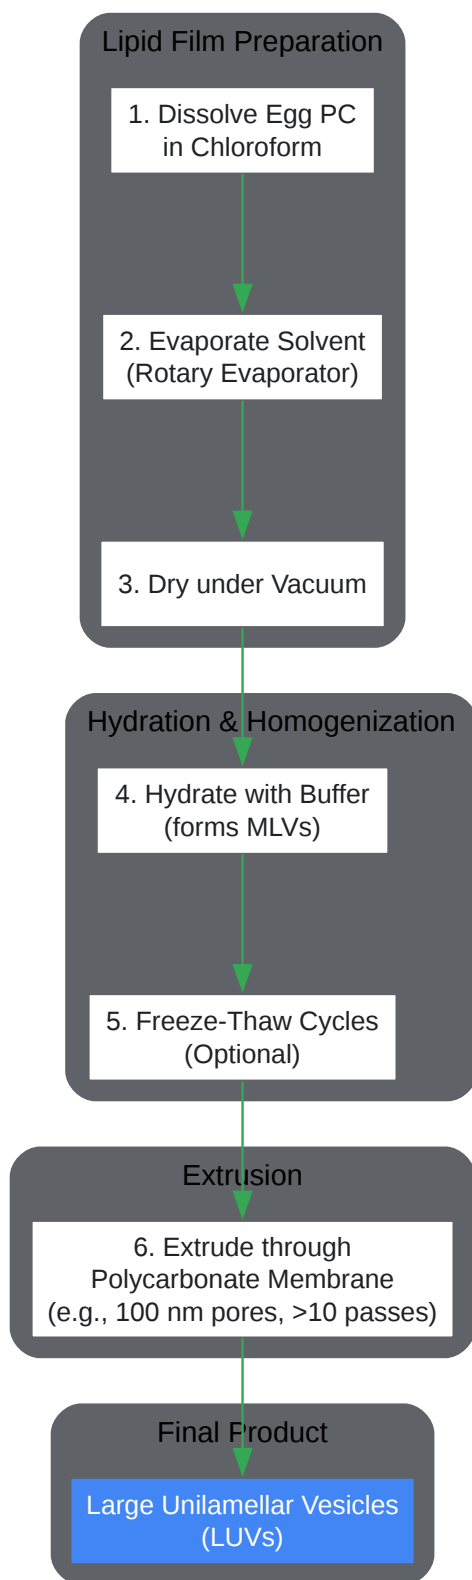 Lipid Film Preparation
1. Dissolve Egg PC
in Chloroform
2. Evaporate Solvent
(Rotary Evaporator)
3. Dry under Vacuum
Hydration & Homogenization
4. Hydrate with Buffer
(forms MLVs)
5. Freeze-Thaw Cycles
(Optional)
Extrusion
6. Extrude through
Polycarbonate Membrane
(e.g., 100 nm pores, >10 passes)
Final Product
Large Unilamellar Vesicles
(LUVs)